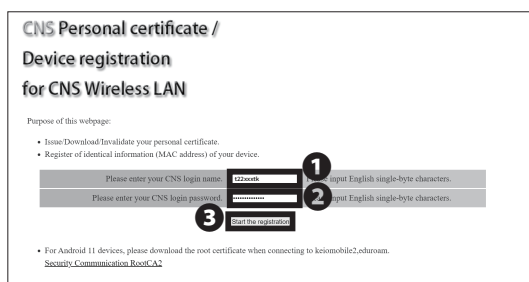 CNS Personal certificate /
Device registration
for CNS Wireless LAN
Purpose of this webpage:
• Issue/Download/Invalidate your personal certificate.
• Register of identical information (MAC address) of your device.
Please enter your CNS login name. t22xxxtk 1 input English single-byte characters.
Please enter your CNS login password. •••••••••••••• 2 input English single-byte characters.
3 Start the registration
• For Android 11 devices, please download the root certificate when connecting to keiomobile2,eduroam.
Security Communication RootCA2